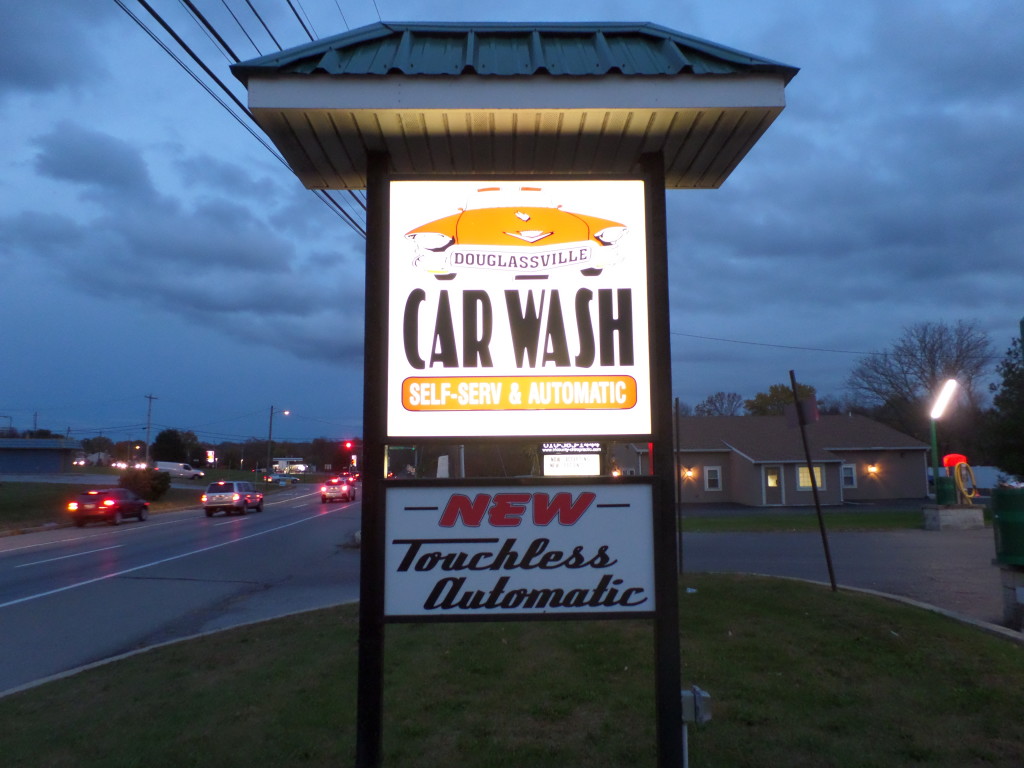 DOUGLASSVILLE
CAR WASH
SELF-SERV & AUTOMATIC
NEW
Touchless
Automatic